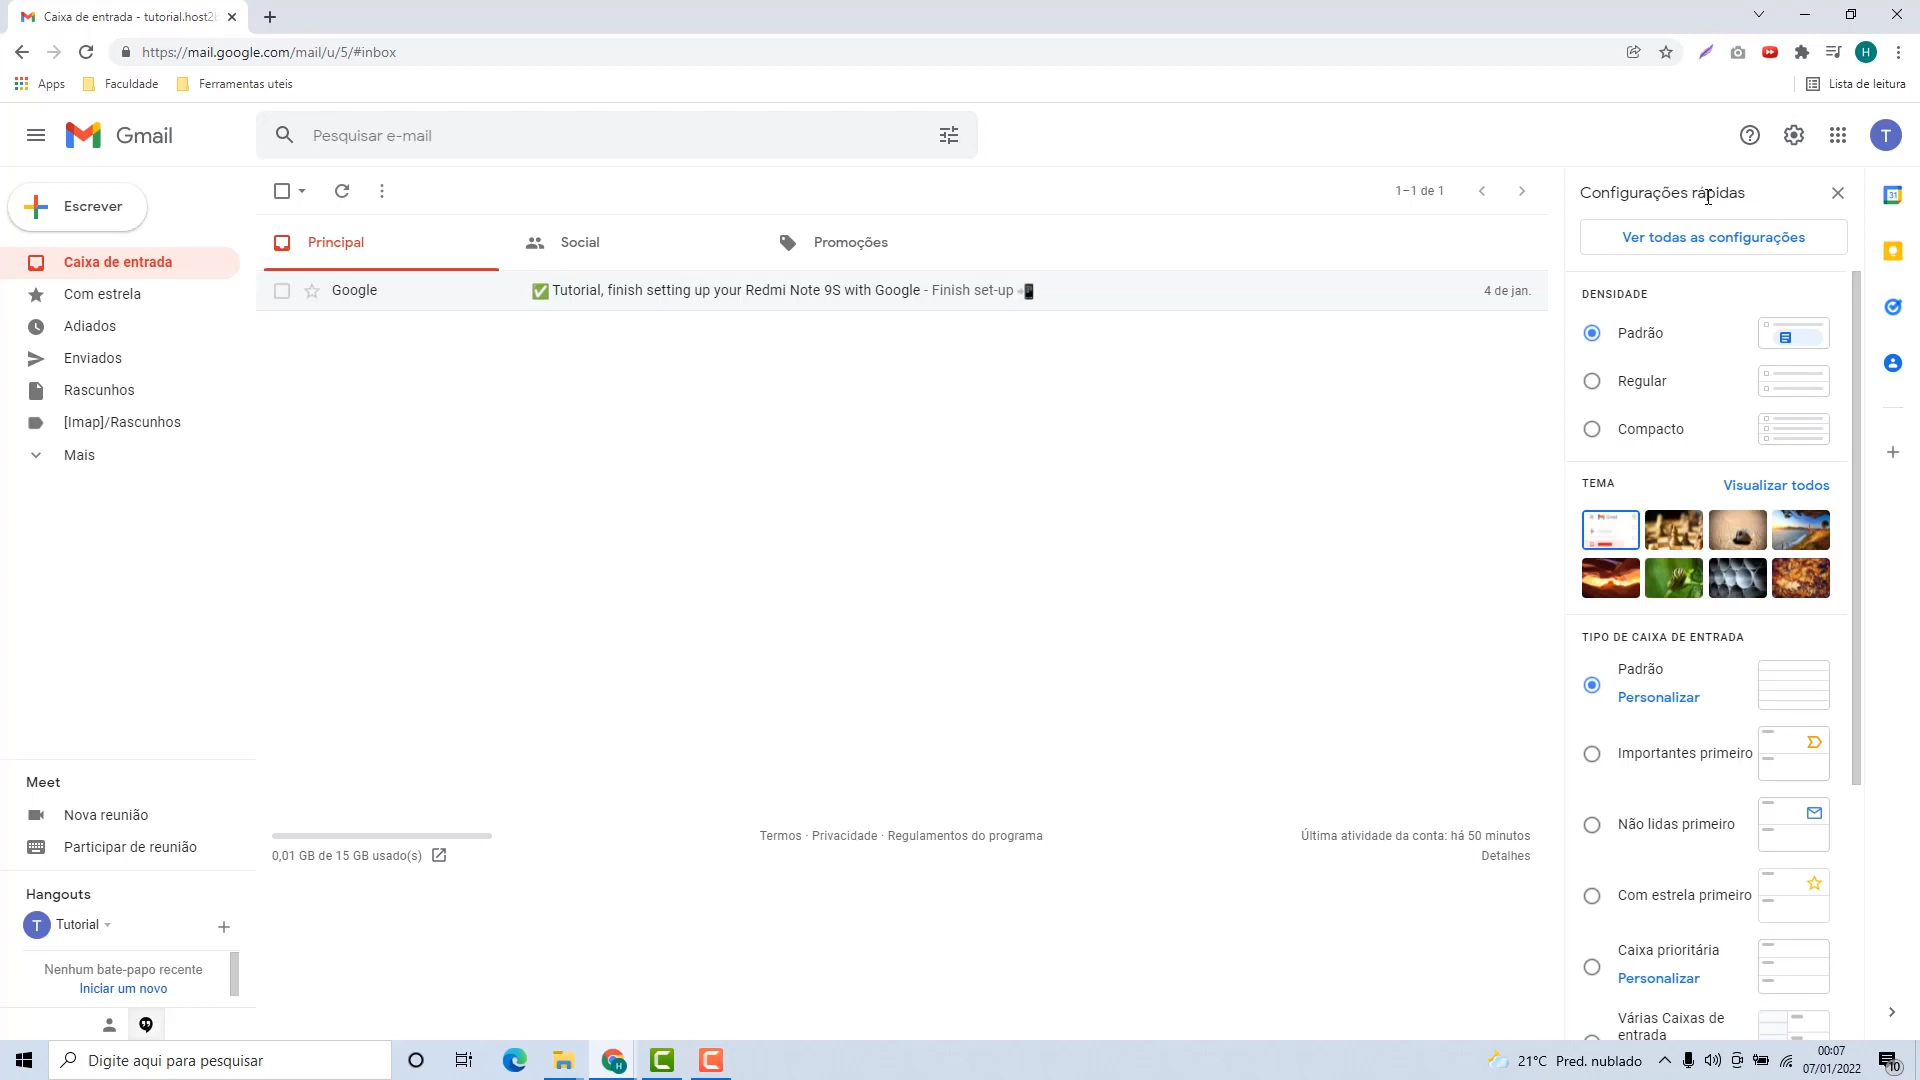 Caixa de entrada - tutorial.host2b
https://mail.google.com/mail/u/5/#inbox
H
Apps
Faculdade
Ferramentas uteis
Lista de leitura
Gmail
Pesquisar e-mail
T
Escrever
1–1 de 1
Configurações rápidas
Ver todas as configurações
31
Principal
Social
Promoções
Caixa de entrada
Com estrela
Adiados
Enviados
Rascunhos
[Imap]/Rascunhos
Mais
Google
✅ Tutorial, finish setting up your Redmi Note 9S with Google - Finish set-up 📲
4 de jan.
DENSIDADE
Padrão
Regular
Compacto
TEMA
Visualizar todos
Gmail
TIPO DE CAIXA DE ENTRADA
Padrão
Personalizar
Importantes primeiro
Não lidas primeiro
Com estrela primeiro
Caixa prioritária
Personalizar
Várias Caixas de
entrada
Meet
Nova reunião
Participar de reunião
Hangouts
T
Tutorial
Nenhum bate-papo recente
Iniciar um novo
0,01 GB de 15 GB usado(s)
Termos · Privacidade · Regulamentos do programa
Última atividade da conta: há 50 minutos
Detalhes
Digite aqui para pesquisar
H
C
C
21°C Pred. nublado
00:07
07/01/2022
10